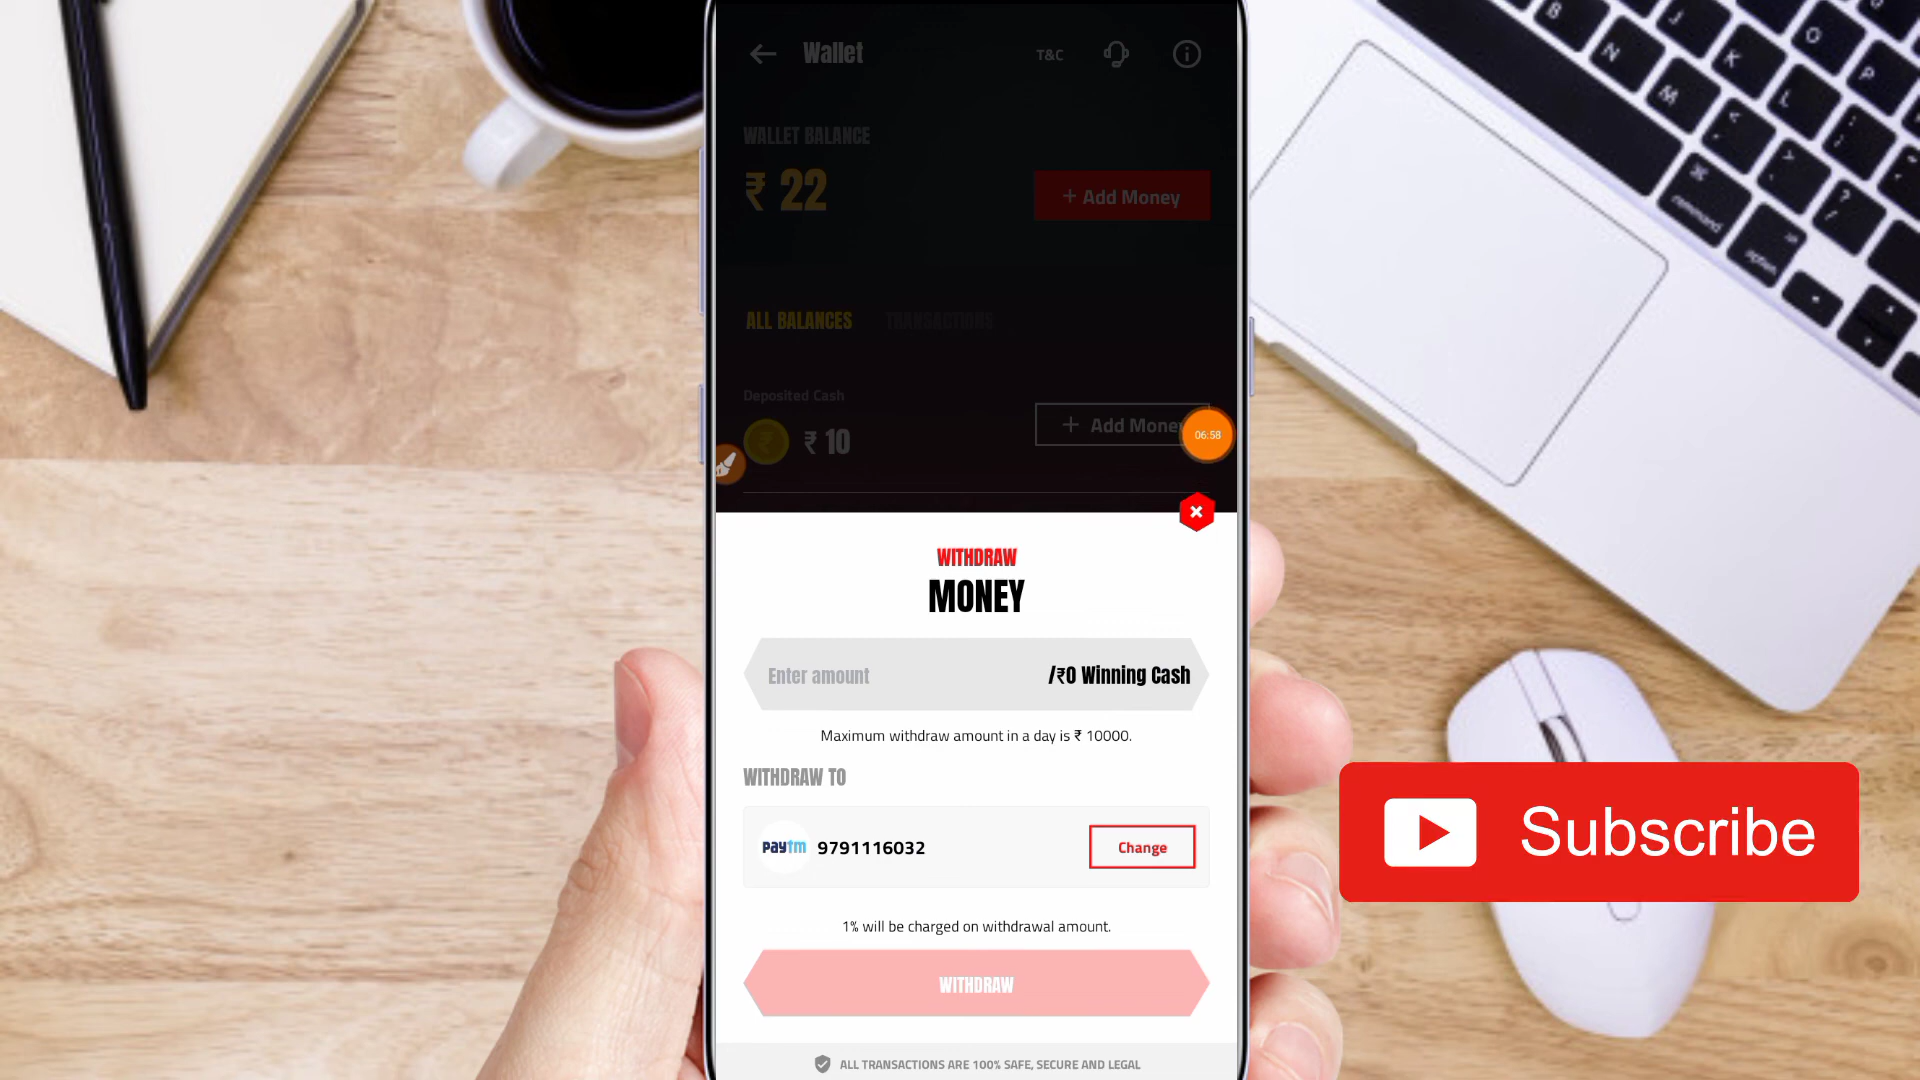 Wallet
T&C
WALLET BALANCE
₹ 22
+ Add Money
ALL BALANCES
TRANSACTIONS
Deposited Cash
₹ 10
+ Add Money
06:58
WITHDRAW
MONEY
Enter amount
/₹0 Winning Cash
Maximum withdraw amount in a day is ₹ 10000.
WITHDRAW TO
paytm
9791116032
Change
1% will be charged on withdrawal amount.
WITHDRAW
ALL TRANSACTIONS ARE 100% SAFE, SECURE AND LEGAL
Subscribe
B
J
O
N
K
P
M
L
command
option